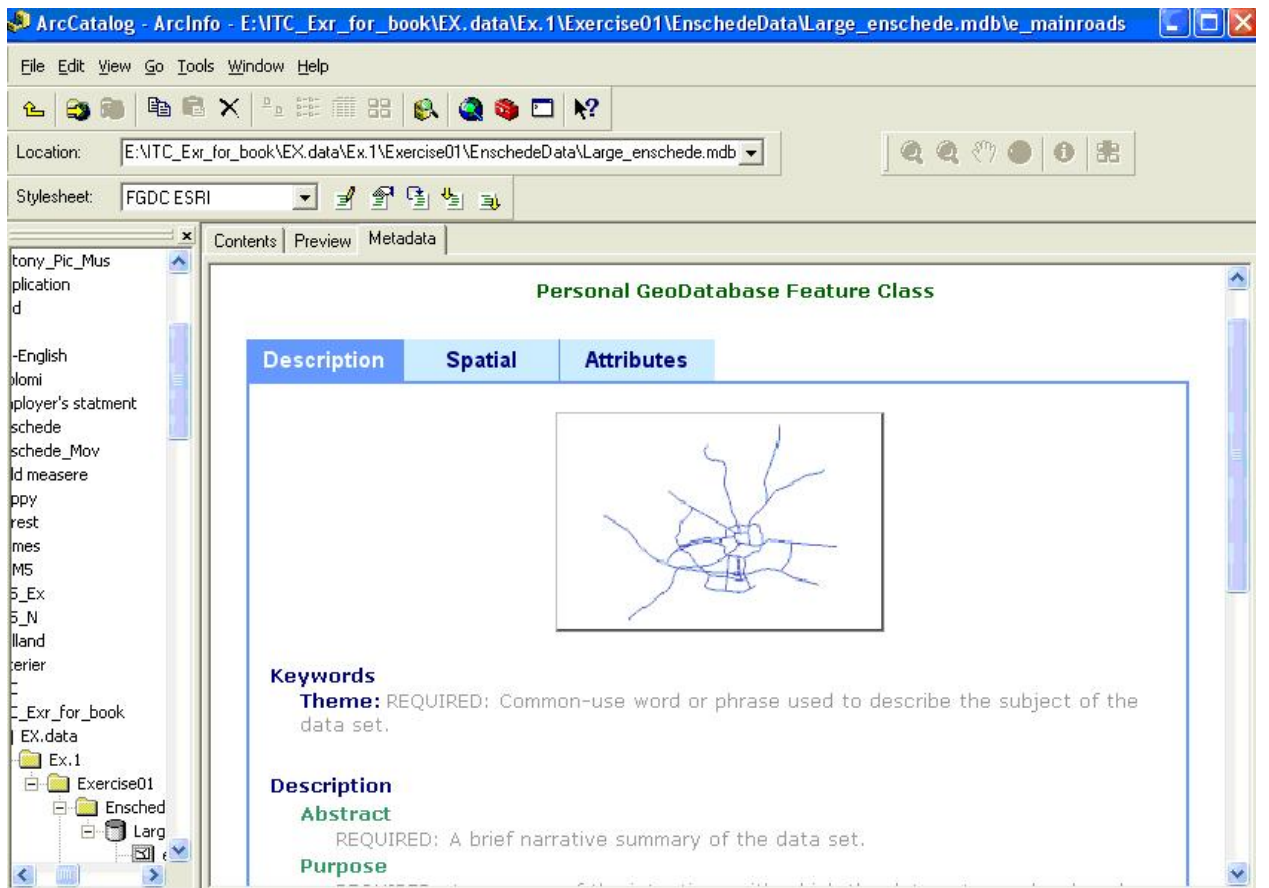 ArcCatalog - ArcInfo - E:\ITC_Exr_for_book\EX.data\Ex.1\Exercise01\EnschedeData\Large_enschede.mdb\e_mainroads
File Edit View Go Tools Window Help
Location: E:\ITC_Exr_for_book\EX.data\Ex.1\Exercise01\EnschedeData\Large_enschede.mdb
Stylesheet: FGDC ESRI
Contents Preview Metadata
tony_Pic_Mus
plication
d
-English
olomi
ployer's statment
schede
schede_Mov
ld measere
ppy
rest
mes
M5
5_Ex
5_N
lland
terier
C_Exr_for_book
EX.data
Ex.1
Exercise01
Ensched
Larg
e
Personal GeoDatabase Feature Class
Description Spatial Attributes
Keywords
Theme: REQUIRED: Common-use word or phrase used to describe the subject of the
data set.
Description
Abstract
REQUIRED: A brief narrative summary of the data set.
Purpose